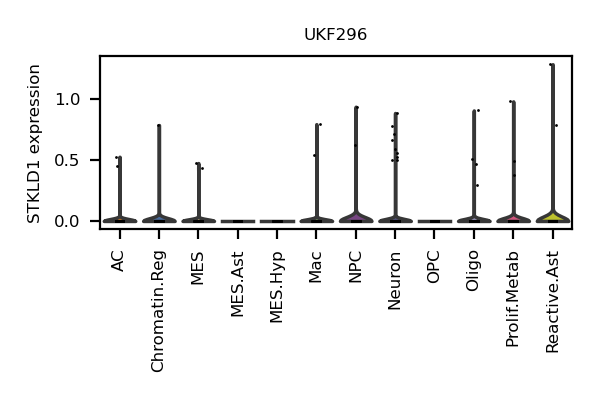 UKF296
STKLD1 expression
1.0
0.5
0.0
AC
Chromatin.Reg
MES
MES.Ast
MES.Hyp
Mac
NPC
Neuron
OPC
Oligo
Prolif.Metab
Reactive.Ast